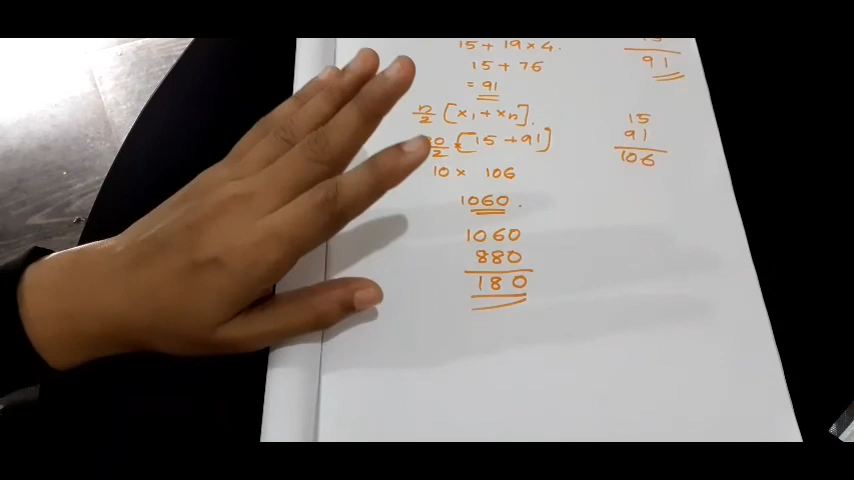 15 + 19 × 4.
15 + 76
= 91
n/2 [x₁ + xₙ].
[15 + 91]
10 × 106
1060.
1060
880
180
91
15
91
106